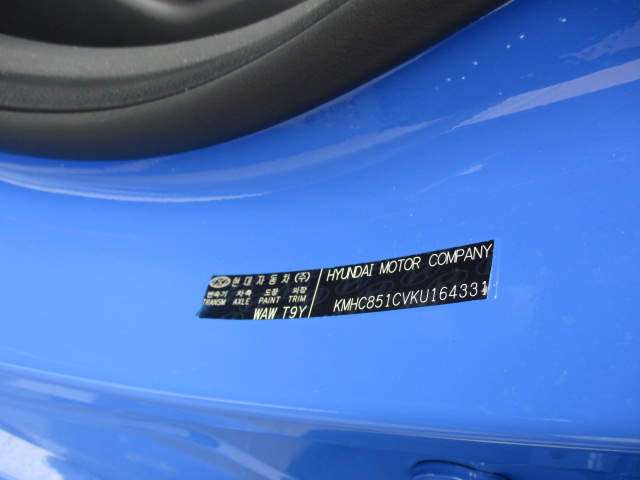 현대자동차(주)
변속기 차축 도장 의장
TRANSM AXLE PAINT TRIM
WAW T9Y
HYUNDAI MOTOR COMPANY
KMHC851CVKU164331